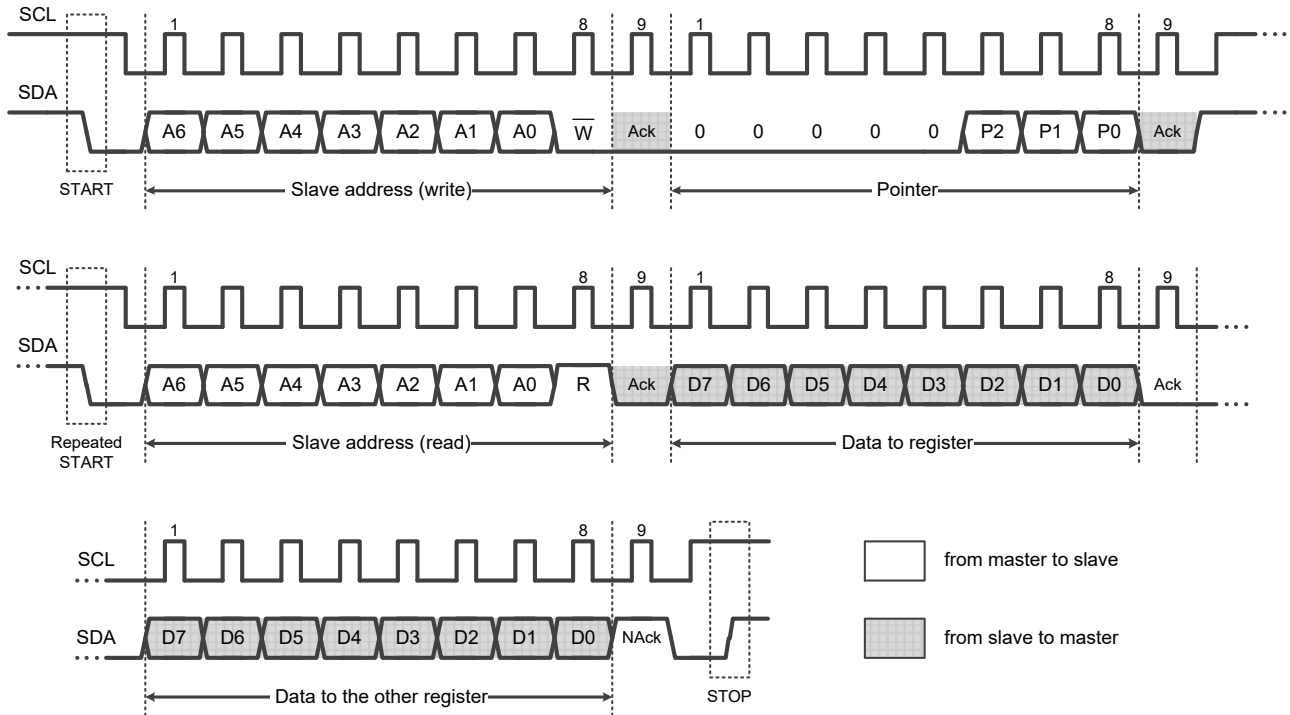 SCL 1 8 9 1 8 9
SDA A6 A5 A4 A3 A2 A1 A0 W̅ Ack 0 0 0 0 0 P2 P1 P0 Ack
START Slave address (write) Pointer
SCL 1 8 9 1 8 9
SDA A6 A5 A4 A3 A2 A1 A0 R Ack D7 D6 D5 D4 D3 D2 D1 D0 Ack
Repeated
START
Slave address (read) Data to register
SCL 1 8 9
SDA D7 D6 D5 D4 D3 D2 D1 D0 NAck
Data to the other register STOP
from master to slave
from slave to master